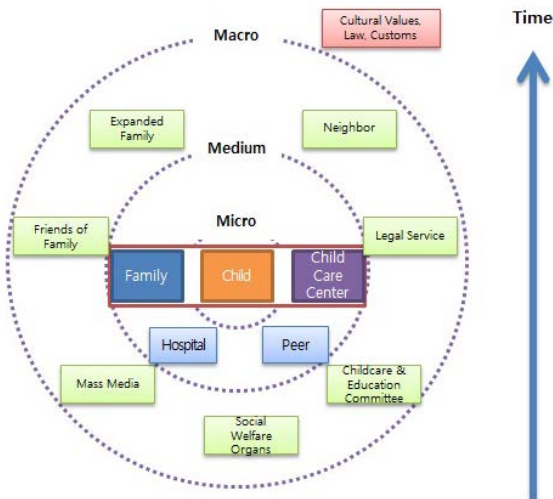 Cultural Values,
Law, Customs
Time
Macro
Expanded
Family
Neighbor
Medium
Micro
Friends of
Family
Legal Service
Family
Child
Child
Care
Center
Hospital
Peer
Mass Media
Childcare &
Education
Committee
Social
Welfare
Organs